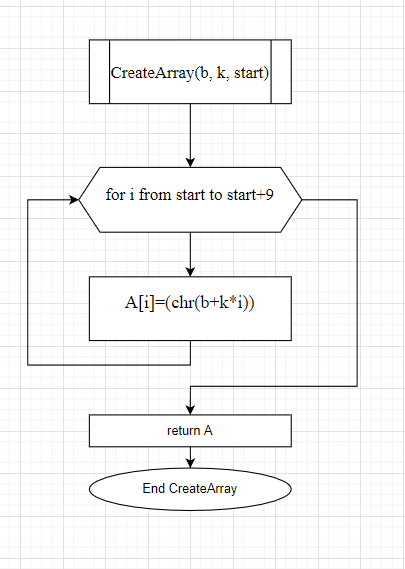 CreateArray(b, k, start)
for i from start to start+9
A[i]=(chr(b+k*i))
return A
End CreateArray